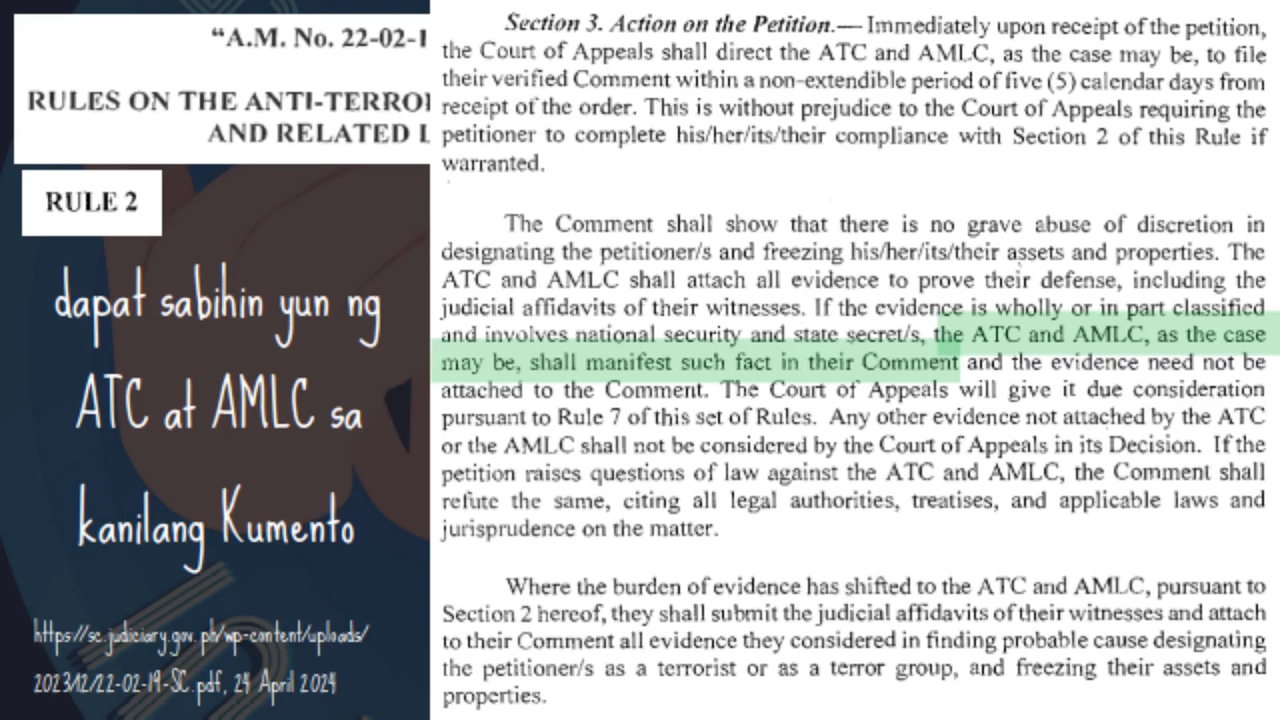 “A.M. No. 22-02-1
RULES ON THE ANTI-TERROR
AND RELATED L
RULE 2
dapat sabihin yun ng
ATC at AMLC sa
kanilang Kumento
https://sc.judiciary.gov.ph/wp-content/uploads/
2023/12/22-02-19-SC.pdf, 24 April 2024
Section 3. Action on the Petition.— Immediately upon receipt of the petition,
the Court of Appeals shall direct the ATC and AMLC, as the case may be, to file
their verified Comment within a non-extendible period of five (5) calendar days from
receipt of the order. This is without prejudice to the Court of Appeals requiring the
petitioner to complete his/her/its/their compliance with Section 2 of this Rule if
warranted.
The Comment shall show that there is no grave abuse of discretion in
designating the petitioner/s and freezing his/her/its/their assets and properties. The
ATC and AMLC shall attach all evidence to prove their defense, including the
judicial affidavits of their witnesses. If the evidence is wholly or in part classified
and involves national security and state secret/s, the ATC and AMLC, as the case
may be, shall manifest such fact in their Comment and the evidence need not be
attached to the Comment. The Court of Appeals will give it due consideration
pursuant to Rule 7 of this set of Rules. Any other evidence not attached by the ATC
or the AMLC shall not be considered by the Court of Appeals in its Decision. If the
petition raises questions of law against the ATC and AMLC, the Comment shall
refute the same, citing all legal authorities, treatises, and applicable laws and
jurisprudence on the matter.
Where the burden of evidence has shifted to the ATC and AMLC, pursuant to
Section 2 hereof, they shall submit the judicial affidavits of their witnesses and attach
to their Comment all evidence they considered in finding probable cause designating
the petitioner/s as a terrorist or as a terror group, and freezing their assets and
properties.